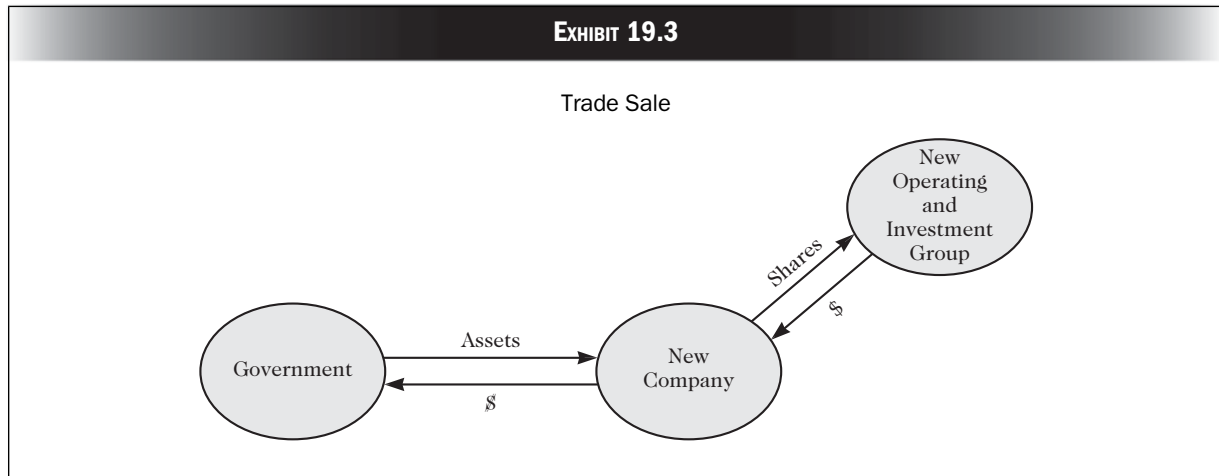 EXHIBIT 19.3
Trade Sale
New
Operating
and
Investment
Group
Shares
$
Assets
Government
New
Company
$